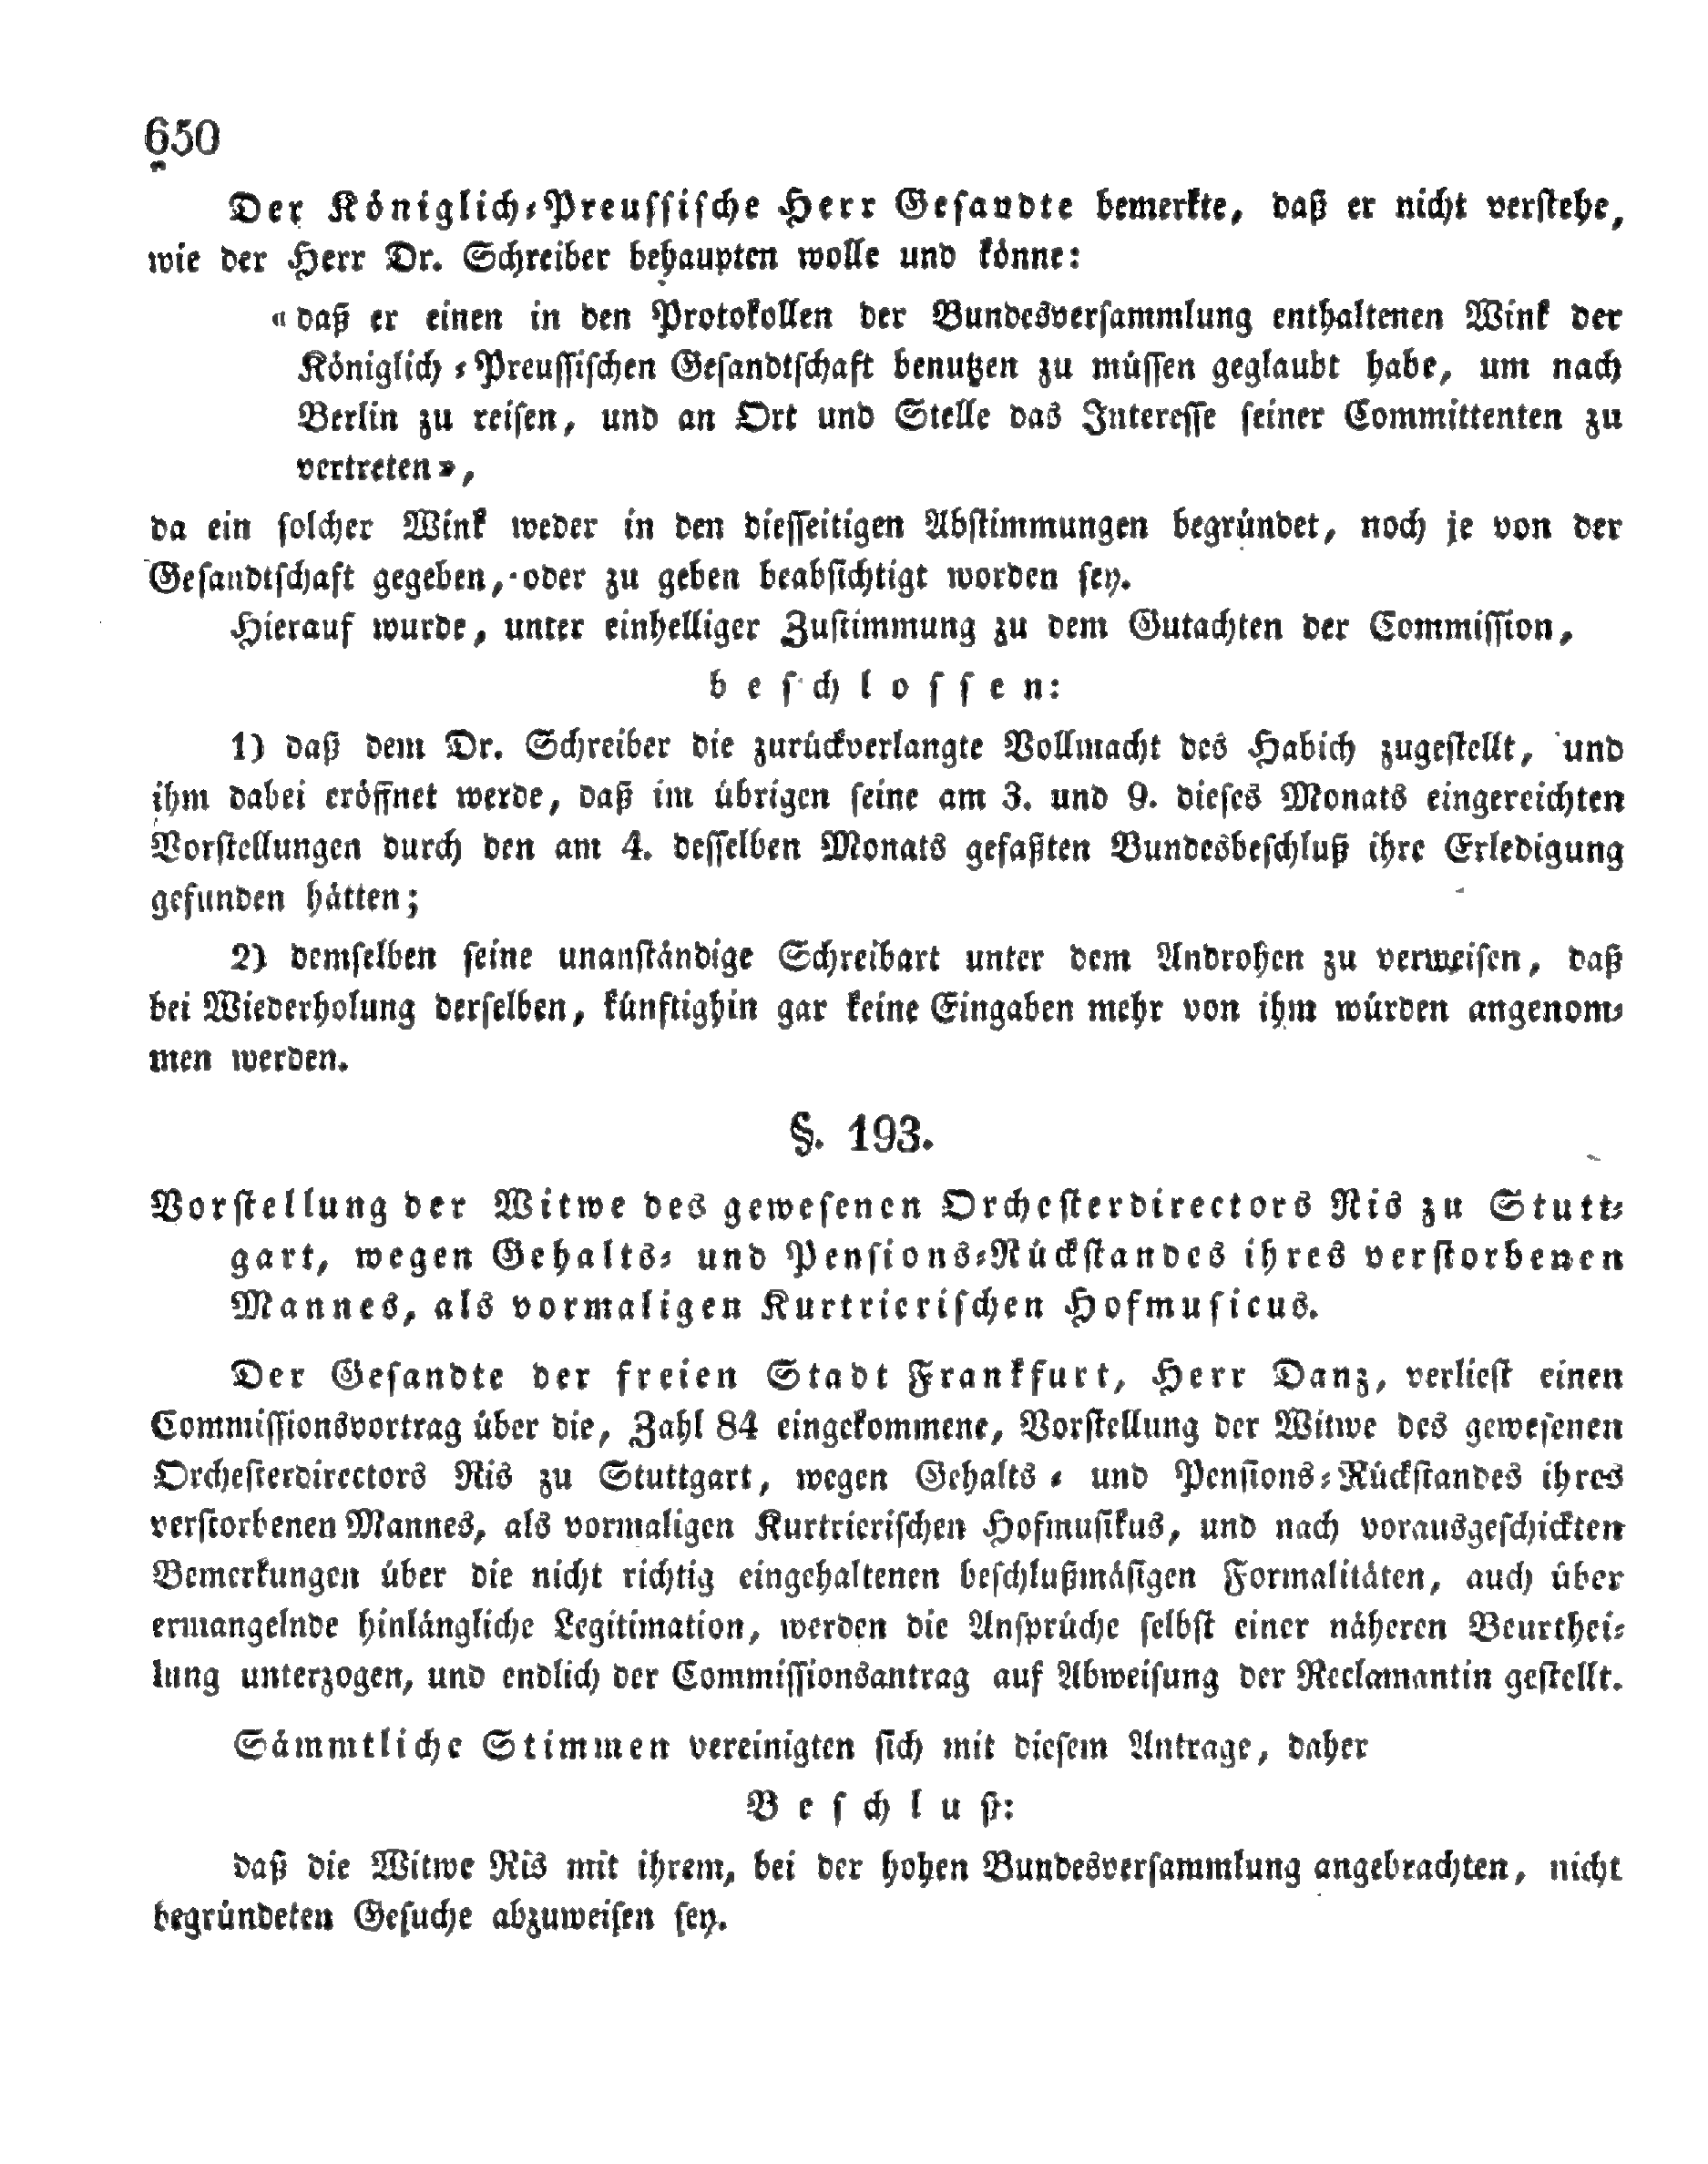 650
Der Königlich-Preussische Herr Gesandte bemerkte, daß er nicht verstehe,
wie der Herr Dr. Schreiber behaupten wolle und könne:
«daß er einen in den Protokollen der Bundesversammlung enthaltenen Wink der
Königlich-Preussischen Gesandtschaft benutzen zu müssen geglaubt habe, um nach
Berlin zu reisen, und an Ort und Stelle das Interesse seiner Committenten zu
vertreten»,
da ein solcher Wink weder in den diesseitigen Abstimmungen begründet, noch je von der
Gesandtschaft gegeben, oder zu geben beabsichtigt worden sey.
Hierauf wurde, unter einhelliger Zustimmung zu dem Gutachten der Commission,
beschlossen:
1) daß dem Dr. Schreiber die zurückverlangte Vollmacht des Habich zugestellt, und
ihm dabei eröffnet werde, daß im übrigen seine am 3. und 9. dieses Monats eingereichten
Vorstellungen durch den am 4. desselben Monats gefaßten Bundesbeschluß ihre Erledigung
gefunden hätten;
2) demselben seine unanständige Schreibart unter dem Androhen zu verweisen, daß
bei Wiederholung derselben, künftighin gar keine Eingaben mehr von ihm würden angenom-
men werden.
§. 193.
Vorstellung der Witwe des gewesenen Orchesterdirectors Ris zu Stutt-
gart, wegen Gehalts- und Pensions-Rückstandes ihres verstorbenen
Mannes, als vormaligen Kurtrierischen Hofmusicus.
Der Gesandte der freien Stadt Frankfurt, Herr Danz, verliest einen
Commissionsvortrag über die, Zahl 84 eingekommene, Vorstellung der Witwe des gewesenen
Orchesterdirectors Ris zu Stuttgart, wegen Gehalts- und Pensions-Rückstandes ihres
verstorbenen Mannes, als vormaligen Kurtrierischen Hofmusikus, und nach vorausgeschickten
Bemerkungen über die nicht richtig eingehaltenen beschlußmäsigen Formalitäten, auch über
ermangelnde hinlängliche Legitimation, werden die Ansprüche selbst einer näheren Beurthei-
lung unterzogen, und endlich der Commissionsantrag auf Abweisung der Reclamantin gestellt.
Sämmtliche Stimmen vereinigten sich mit diesem Antrage, daher
Beschluß:
daß die Witwe Ris mit ihrem, bei der hohen Bundesversammlung angebrachten, nicht
begründeten Gesuche abzuweisen sey.